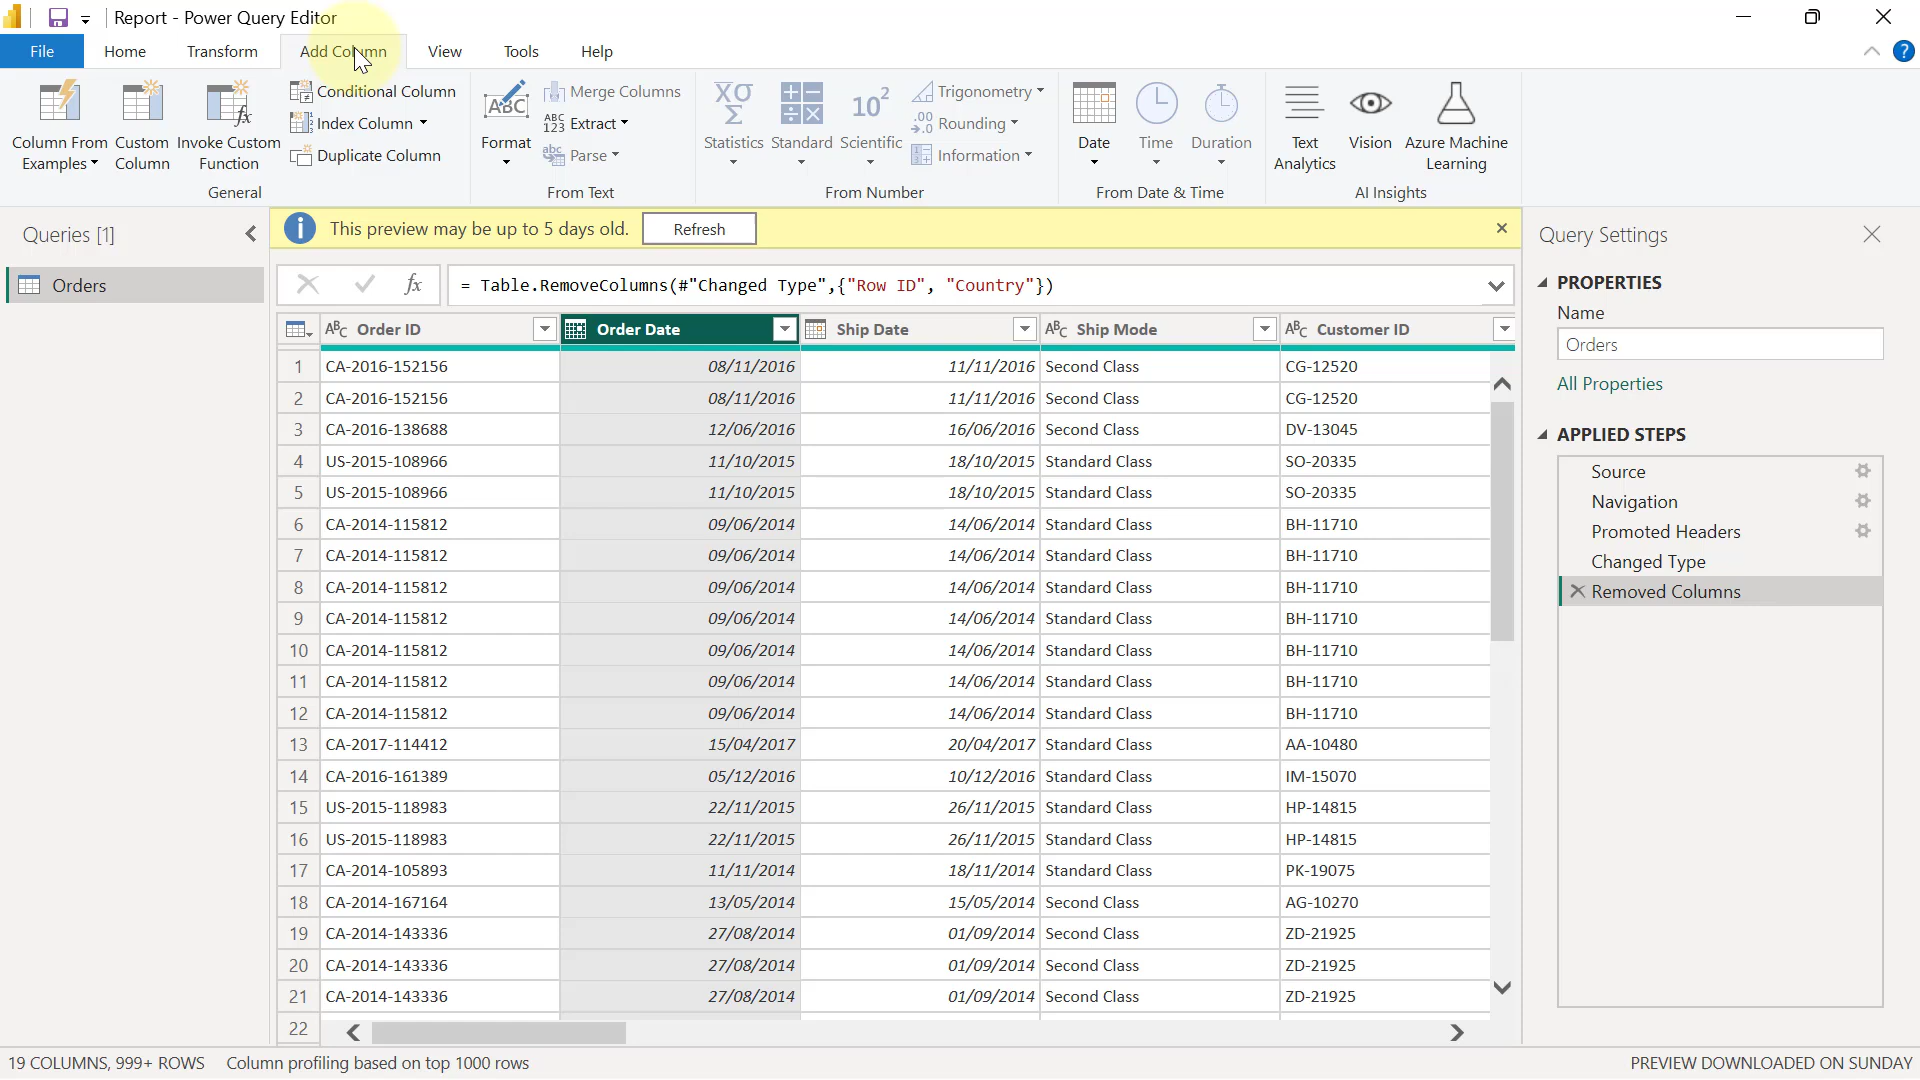 Report - Power Query Editor
File Home Transform Add Column View Tools Help
Column From Examples
Custom Column
Invoke Custom Function
Conditional Column
Index Column
Duplicate Column
General
Format
ABC
Merge Columns
ABC 123 Extract
abc Parse
From Text
Statistics
Standard
10² Scientific
Trigonometry
.00 .0 Rounding
Information
From Number
Date
Time
Duration
From Date & Time
Text Analytics
Vision
Azure Machine Learning
AI Insights
Queries [1]
Orders
This preview may be up to 5 days old. Refresh
fx = Table.RemoveColumns(#"Changed Type",{"Row ID", "Country"})
ABC Order ID Order Date Ship Date ABC Ship Mode ABC Customer ID
1 CA-2016-152156 08/11/2016 11/11/2016 Second Class CG-12520
2 CA-2016-152156 08/11/2016 11/11/2016 Second Class CG-12520
3 CA-2016-138688 12/06/2016 16/06/2016 Second Class DV-13045
4 US-2015-108966 11/10/2015 18/10/2015 Standard Class SO-20335
5 US-2015-108966 11/10/2015 18/10/2015 Standard Class SO-20335
6 CA-2014-115812 09/06/2014 14/06/2014 Standard Class BH-11710
7 CA-2014-115812 09/06/2014 14/06/2014 Standard Class BH-11710
8 CA-2014-115812 09/06/2014 14/06/2014 Standard Class BH-11710
9 CA-2014-115812 09/06/2014 14/06/2014 Standard Class BH-11710
10 CA-2014-115812 09/06/2014 14/06/2014 Standard Class BH-11710
11 CA-2014-115812 09/06/2014 14/06/2014 Standard Class BH-11710
12 CA-2014-115812 09/06/2014 14/06/2014 Standard Class BH-11710
13 CA-2017-114412 15/04/2017 20/04/2017 Standard Class AA-10480
14 CA-2016-161389 05/12/2016 10/12/2016 Standard Class IM-15070
15 US-2015-118983 22/11/2015 26/11/2015 Standard Class HP-14815
16 US-2015-118983 22/11/2015 26/11/2015 Standard Class HP-14815
17 CA-2014-105893 11/11/2014 18/11/2014 Standard Class PK-19075
18 CA-2014-167164 13/05/2014 15/05/2014 Second Class AG-10270
19 CA-2014-143336 27/08/2014 01/09/2014 Second Class ZD-21925
20 CA-2014-143336 27/08/2014 01/09/2014 Second Class ZD-21925
21 CA-2014-143336 27/08/2014 01/09/2014 Second Class ZD-21925
22
Query Settings
PROPERTIES
Name
Orders
All Properties
APPLIED STEPS
Source
Navigation
Promoted Headers
Changed Type
Removed Columns
19 COLUMNS, 999+ ROWS Column profiling based on top 1000 rows
PREVIEW DOWNLOADED ON SUNDAY